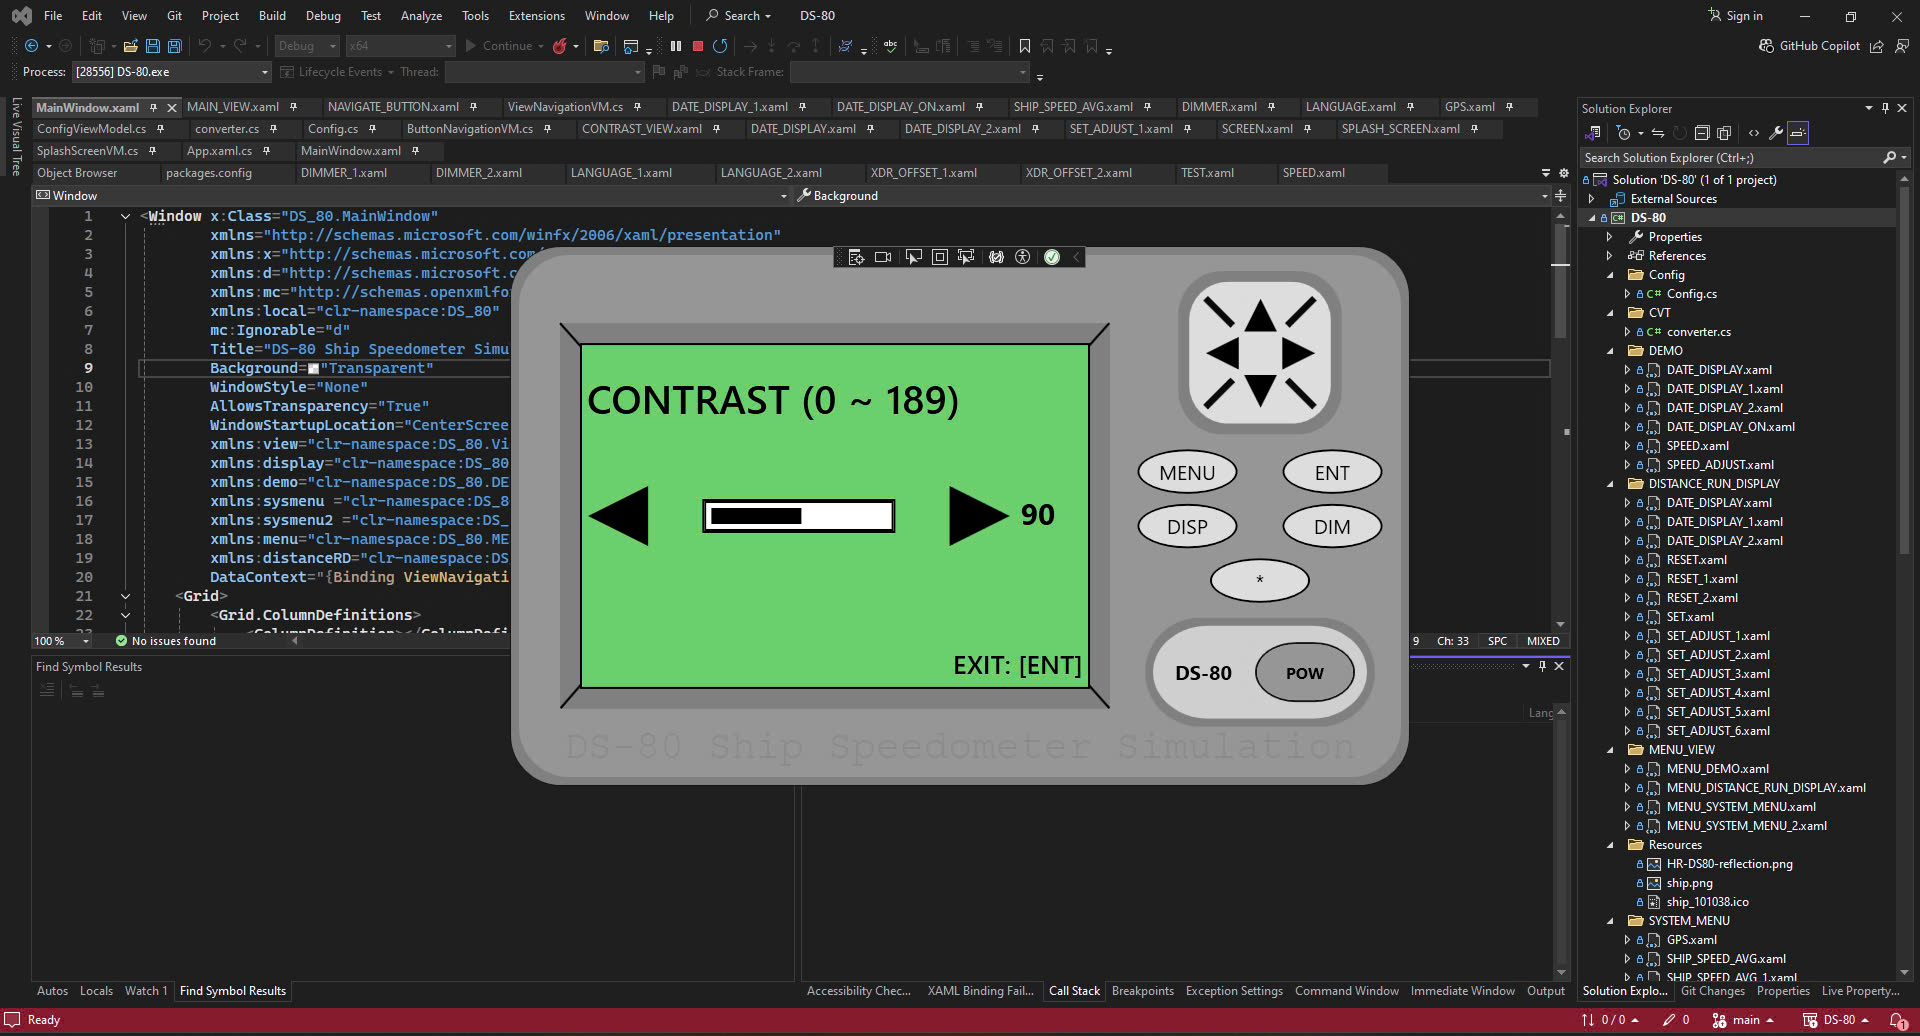 File Edit View Git Project Build Debug Test Analyze Tools Extensions Window Help Search DS-80 Sign in
Debug x64 Continue GitHub Copilot
Process: [28556] DS-80.exe Lifecycle Events Thread: Stack Frame:
Live Visual Tree
MainWindow.xaml MAIN_VIEW.xaml NAVIGATE_BUTTON.xaml ViewNavigationVM.cs DATE_DISPLAY_1.xaml DATE_DISPLAY_ON.xaml SHIP_SPEED_AVG.xaml DIMMER.xaml LANGUAGE.xaml GPS.xaml
ConfigViewModel.cs converter.cs Config.cs ButtonNavigationVM.cs CONTRAST_VIEW.xaml DATE_DISPLAY.xaml DATE_DISPLAY_2.xaml SET_ADJUST_1.xaml SCREEN.xaml SPLASH_SCREEN.xaml
SplashScreenVM.cs App.xaml.cs MainWindow.xaml
Object Browser packages.config DIMMER_1.xaml DIMMER_2.xaml LANGUAGE_1.xaml LANGUAGE_2.xaml XDR_OFFSET_1.xaml XDR_OFFSET_2.xaml TEST.xaml SPEED.xaml
Window Background
1 <Window x:Class="DS_80.MainWindow"
2 xmlns="http://schemas.microsoft.com/winfx/2006/xaml/presentation"
3 xmlns:x="http://schemas.microsoft.com/
4 xmlns:d="http://schemas.microsoft.c
5 xmlns:mc="http://schemas.openxmlfo
6 xmlns:local="clr-namespace:DS_80"
7 mc:Ignorable="d"
8 Title="DS-80 Ship Speedometer Simu
9 Background="Transparent"
10 WindowStyle="None"
11 AllowsTransparency="True"
12 WindowStartupLocation="CenterScree
13 xmlns:view="clr-namespace:DS_80.Vi
14 xmlns:display="clr-namespace:DS_80
15 xmlns:demo="clr-namespace:DS_80.DE
16 xmlns:sysmenu ="clr-namespace:DS_8
17 xmlns:sysmenu2 ="clr-namespace:DS_
18 xmlns:menu="clr-namespace:DS_80.ME
19 xmlns:distanceRD="clr-namespace:DS
20 DataContext="{Binding ViewNavigati
21 <Grid>
22 <Grid.ColumnDefinitions>
23 <ColumnDefinition></ColumnDefi
100 % No issues found 9 Ch: 33 SPC MIXED
CONTRAST (0 ~ 189)
90
EXIT: [ENT]
MENU ENT
DISP DIM
*
DS-80 POW
DS-80 Ship Speedometer Simulation
Find Symbol Results
Lang
Autos Locals Watch 1 Find Symbol Results
Accessibility Chec... XAML Binding Fail... Call Stack Breakpoints Exception Settings Command Window Immediate Window Output
Solution Explorer
Search Solution Explorer (Ctrl+;)
Solution 'DS-80' (1 of 1 project)
External Sources
DS-80
Properties
References
Config
Config.cs
CVT
converter.cs
DEMO
DATE_DISPLAY.xaml
DATE_DISPLAY_1.xaml
DATE_DISPLAY_2.xaml
DATE_DISPLAY_ON.xaml
SPEED.xaml
SPEED_ADJUST.xaml
DISTANCE_RUN_DISPLAY
DATE_DISPLAY.xaml
DATE_DISPLAY_1.xaml
DATE_DISPLAY_2.xaml
RESET.xaml
RESET_1.xaml
RESET_2.xaml
SET.xaml
SET_ADJUST_1.xaml
SET_ADJUST_2.xaml
SET_ADJUST_3.xaml
SET_ADJUST_4.xaml
SET_ADJUST_5.xaml
SET_ADJUST_6.xaml
MENU_VIEW
MENU_DEMO.xaml
MENU_DISTANCE_RUN_DISPLAY.xaml
MENU_SYSTEM_MENU.xaml
MENU_SYSTEM_MENU_2.xaml
Resources
HR-DS80-reflection.png
ship.png
ship_101038.ico
SYSTEM_MENU
GPS.xaml
SHIP_SPEED_AVG.xaml
SHIP_SPEED_AVG_1.xaml
Solution Explo... Git Changes Properties Live Property...
Ready 0 / 0 0 main DS-80 1